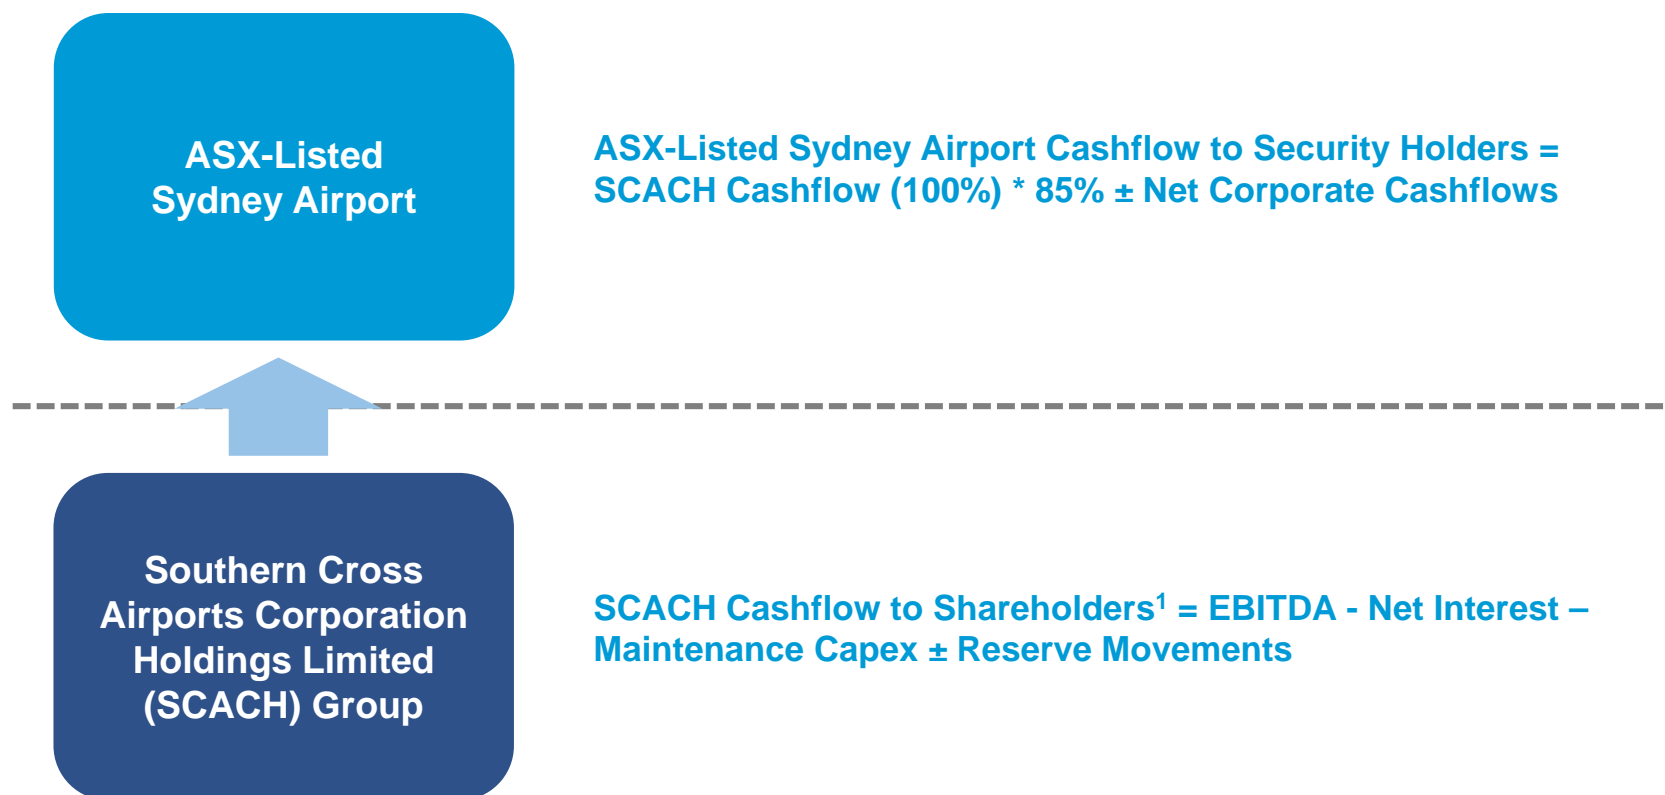 ASX-Listed
Sydney Airport
ASX-Listed Sydney Airport Cashflow to Security Holders =
SCACH Cashflow (100%) * 85% ± Net Corporate Cashflows
Southern Cross
Airports Corporation
Holdings Limited
(SCACH) Group
SCACH Cashflow to Shareholders¹ = EBITDA - Net Interest –
Maintenance Capex ± Reserve Movements